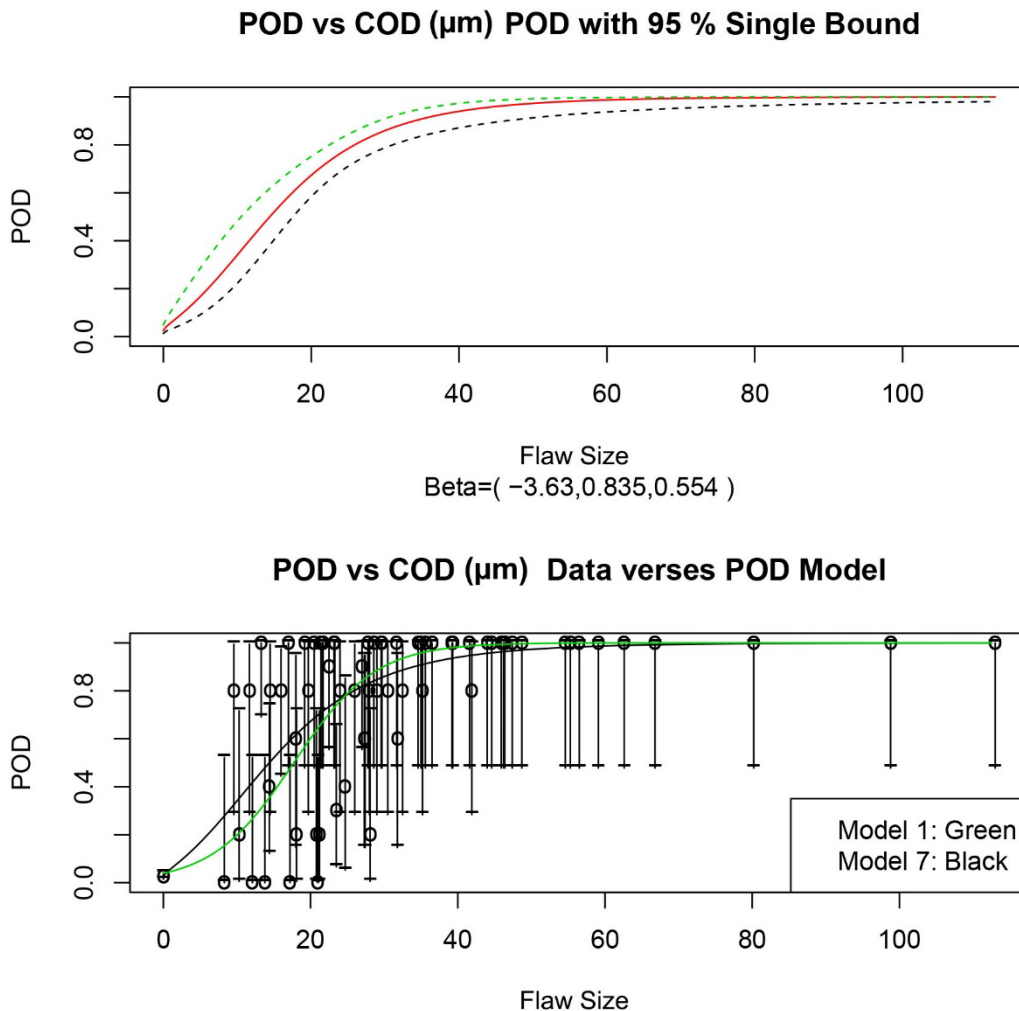 POD vs COD (µm) POD with 95 % Single Bound
POD
0.0
0.4
0.8
0
20
40
60
80
100
Flaw Size
Beta=( −3.63,0.835,0.554 )
POD vs COD (µm)  Data verses POD Model
POD
0.0
0.4
0.8
Model 1: Green
Model 7: Black
0
20
40
60
80
100
Flaw Size